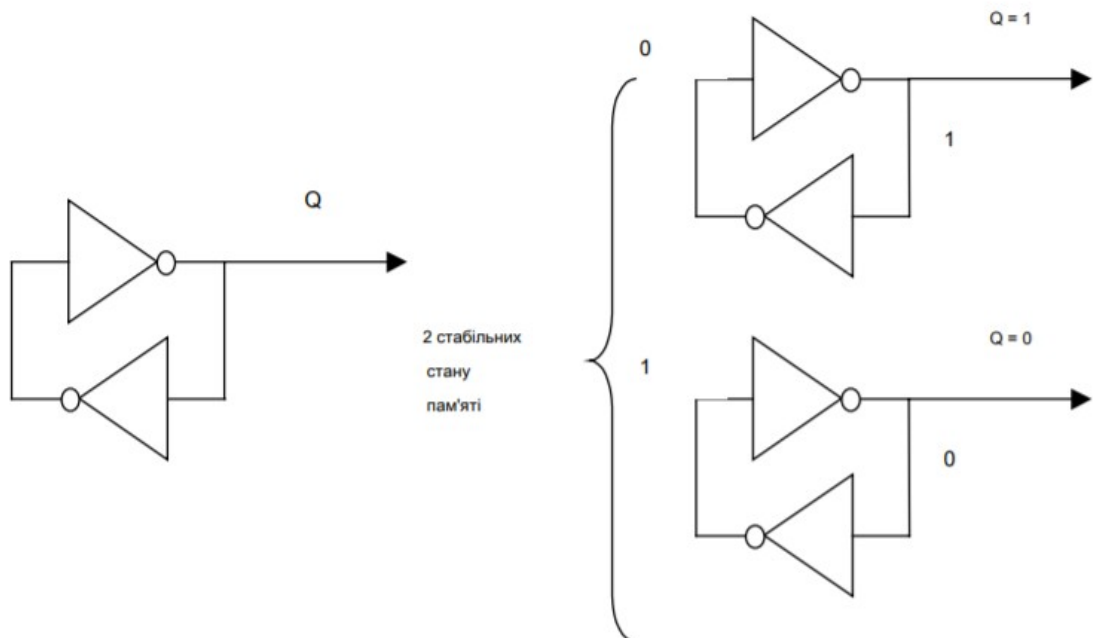 Q
2 стабільних
стану
пам'яті
0
Q = 1
1
1
Q = 0
0